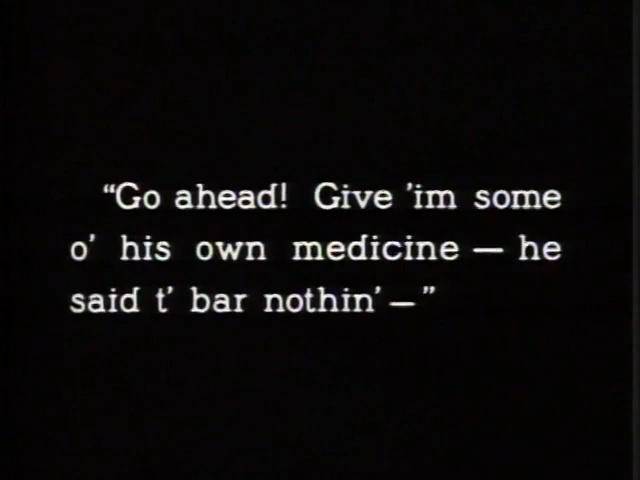 “Go ahead! Give ’im some
o’ his own medicine — he
said t’ bar nothin’ — ”